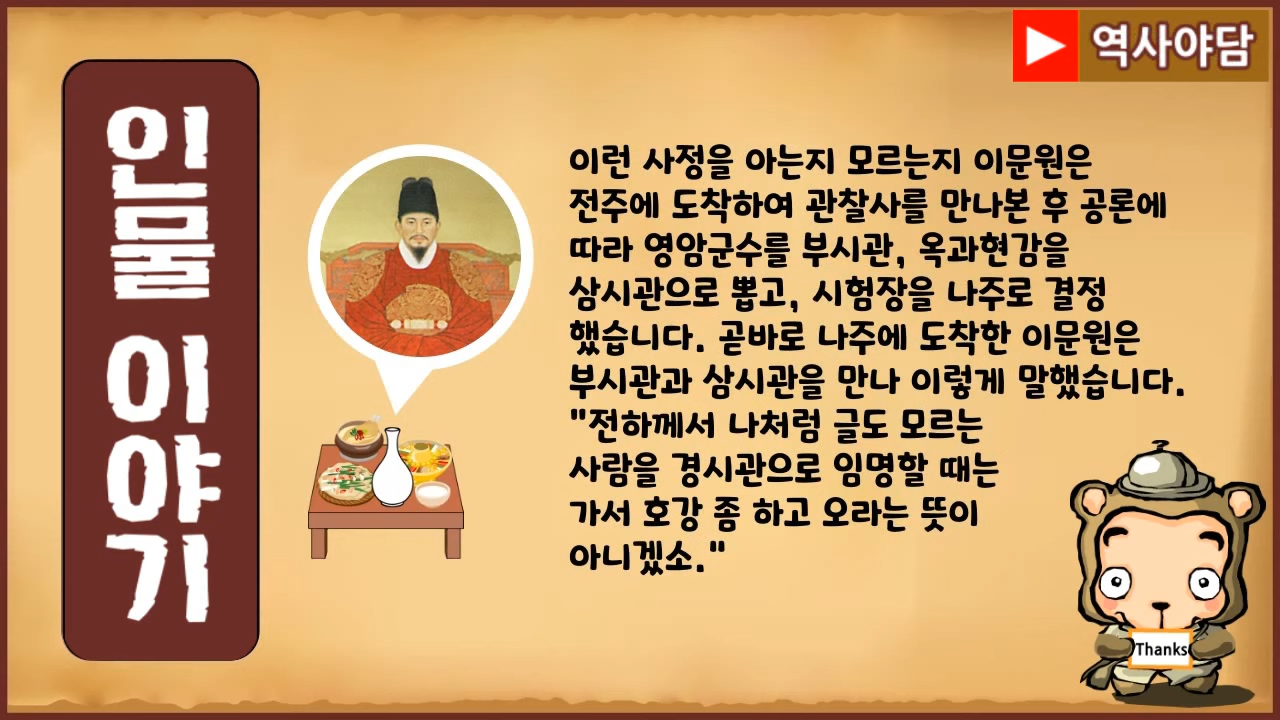 역사야담
인물 이야기
이런 사정을 아는지 모르는지 이문원은
전주에 도착하여 관찰사를 만나본 후 공론에
따라 영암군수를 부시관, 옥과현감을
삼시관으로 뽑고, 시험장을 나주로 결정
했습니다. 곧바로 나주에 도착한 이문원은
부시관과 삼시관을 만나 이렇게 말했습니다.
"전하께서 나처럼 글도 모르는
사람을 경시관으로 임명할 때는
가서 호강 좀 하고 오라는 뜻이
아니겠소."
Thanks